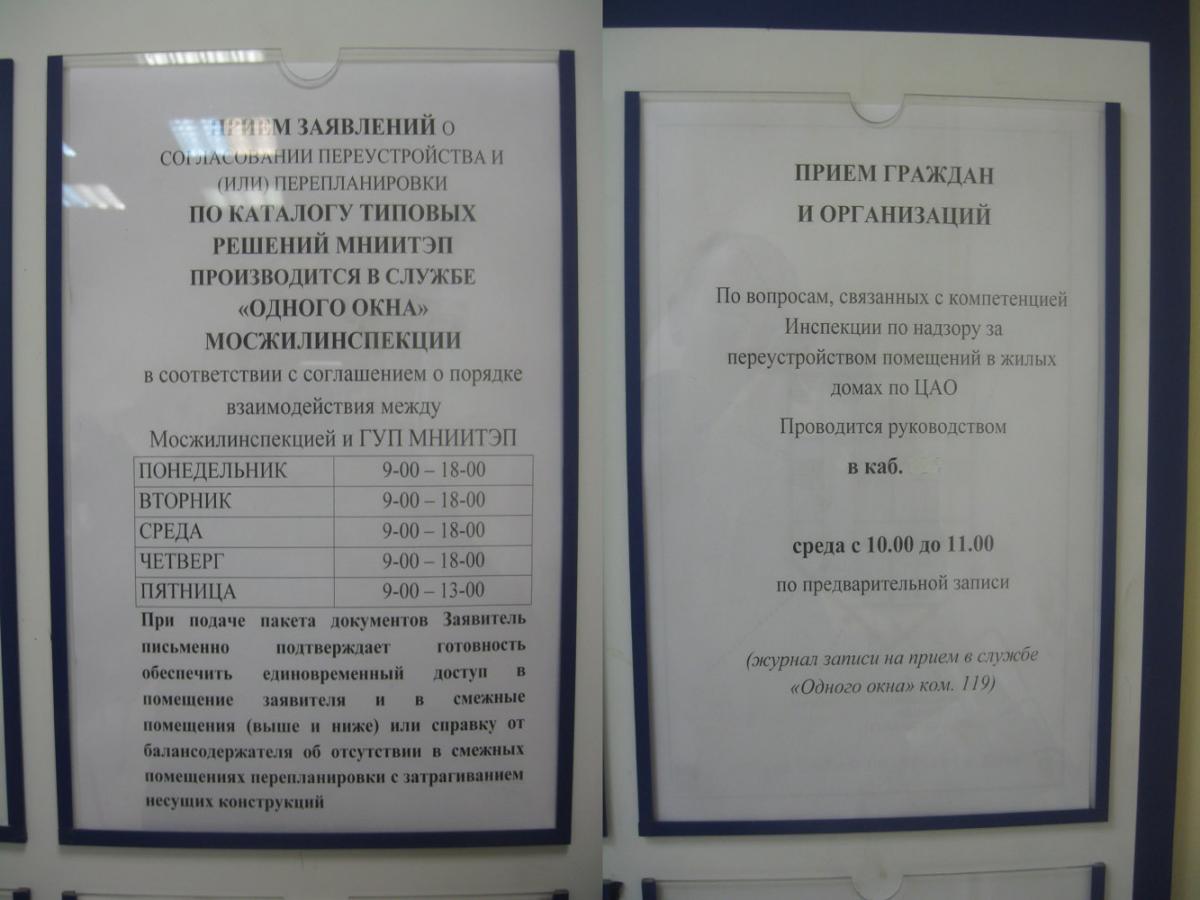 ПРИЕМ ЗАЯВЛЕНИЙ О
СОГЛАСОВАНИИ ПЕРЕУСТРОЙСТВА И
(ИЛИ) ПЕРЕПЛАНИРОВКИ
ПО КАТАЛОГУ ТИПОВЫХ
РЕШЕНИЙ МНИИТЭП
ПРОИЗВОДИТСЯ В СЛУЖБЕ
«ОДНОГО ОКНА»
МОСЖИЛИНСПЕКЦИИ
в соответствии с соглашением о порядке
взаимодействия между
Мосжилинспекцией и ГУП МНИИТЭП
ПОНЕДЕЛЬНИК 9-00 – 18-00
ВТОРНИК 9-00 – 18-00
СРЕДА 9-00 – 18-00
ЧЕТВЕРГ 9-00 – 18-00
ПЯТНИЦА 9-00 – 13-00
При подаче пакета документов Заявитель
письменно подтверждает готовность
обеспечить единовременный доступ в
помещение заявителя и в смежные
помещения (выше и ниже) или справку от
балансодержателя об отсутствии в смежных
помещениях перепланировки с затрагиванием
несущих конструкций
ПРИЕМ ГРАЖДАН
И ОРГАНИЗАЦИЙ
По вопросам, связанных с компетенцией
Инспекции по надзору за
переустройством помещений в жилых
домах по ЦАО
Проводится руководством
в каб.
среда с 10.00 до 11.00
по предварительной записи
(журнал записи на прием в службе
«Одного окна» ком. 119)